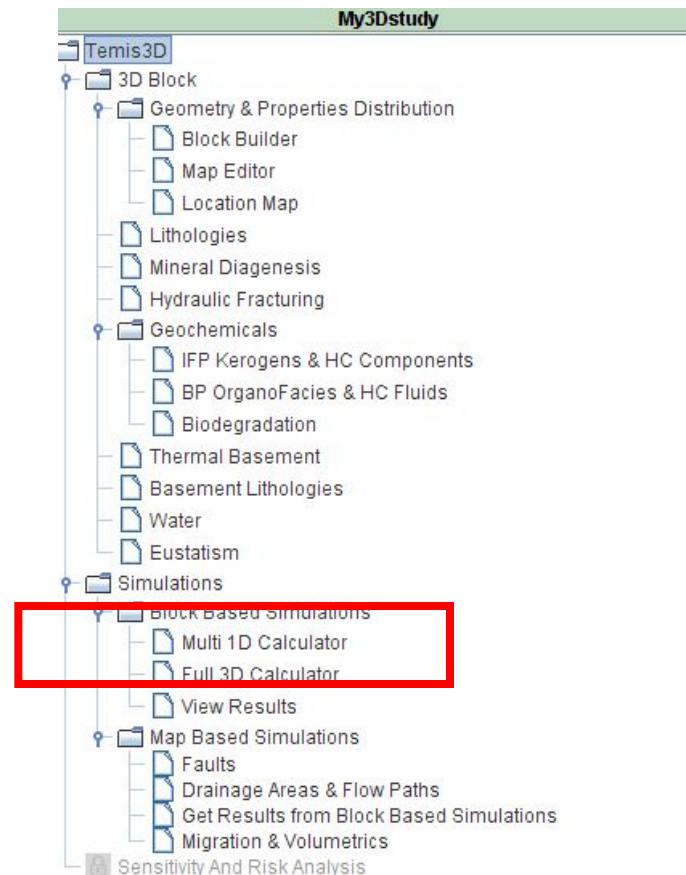 My3Dstudy
Temis3D
3D Block
Geometry & Properties Distribution
Block Builder
Map Editor
Location Map
Lithologies
Mineral Diagenesis
Hydraulic Fracturing
Geochemicals
IFP Kerogens & HC Components
BP OrganoFacies & HC Fluids
Biodegradation
Thermal Basement
Basement Lithologies
Water
Eustatism
Simulations
Block Based Simulations
Multi 1D Calculator
Full 3D Calculator
View Results
Map Based Simulations
Faults
Drainage Areas & Flow Paths
Get Results from Block Based Simulations
Migration & Volumetrics
Sensitivity And Risk Analysis